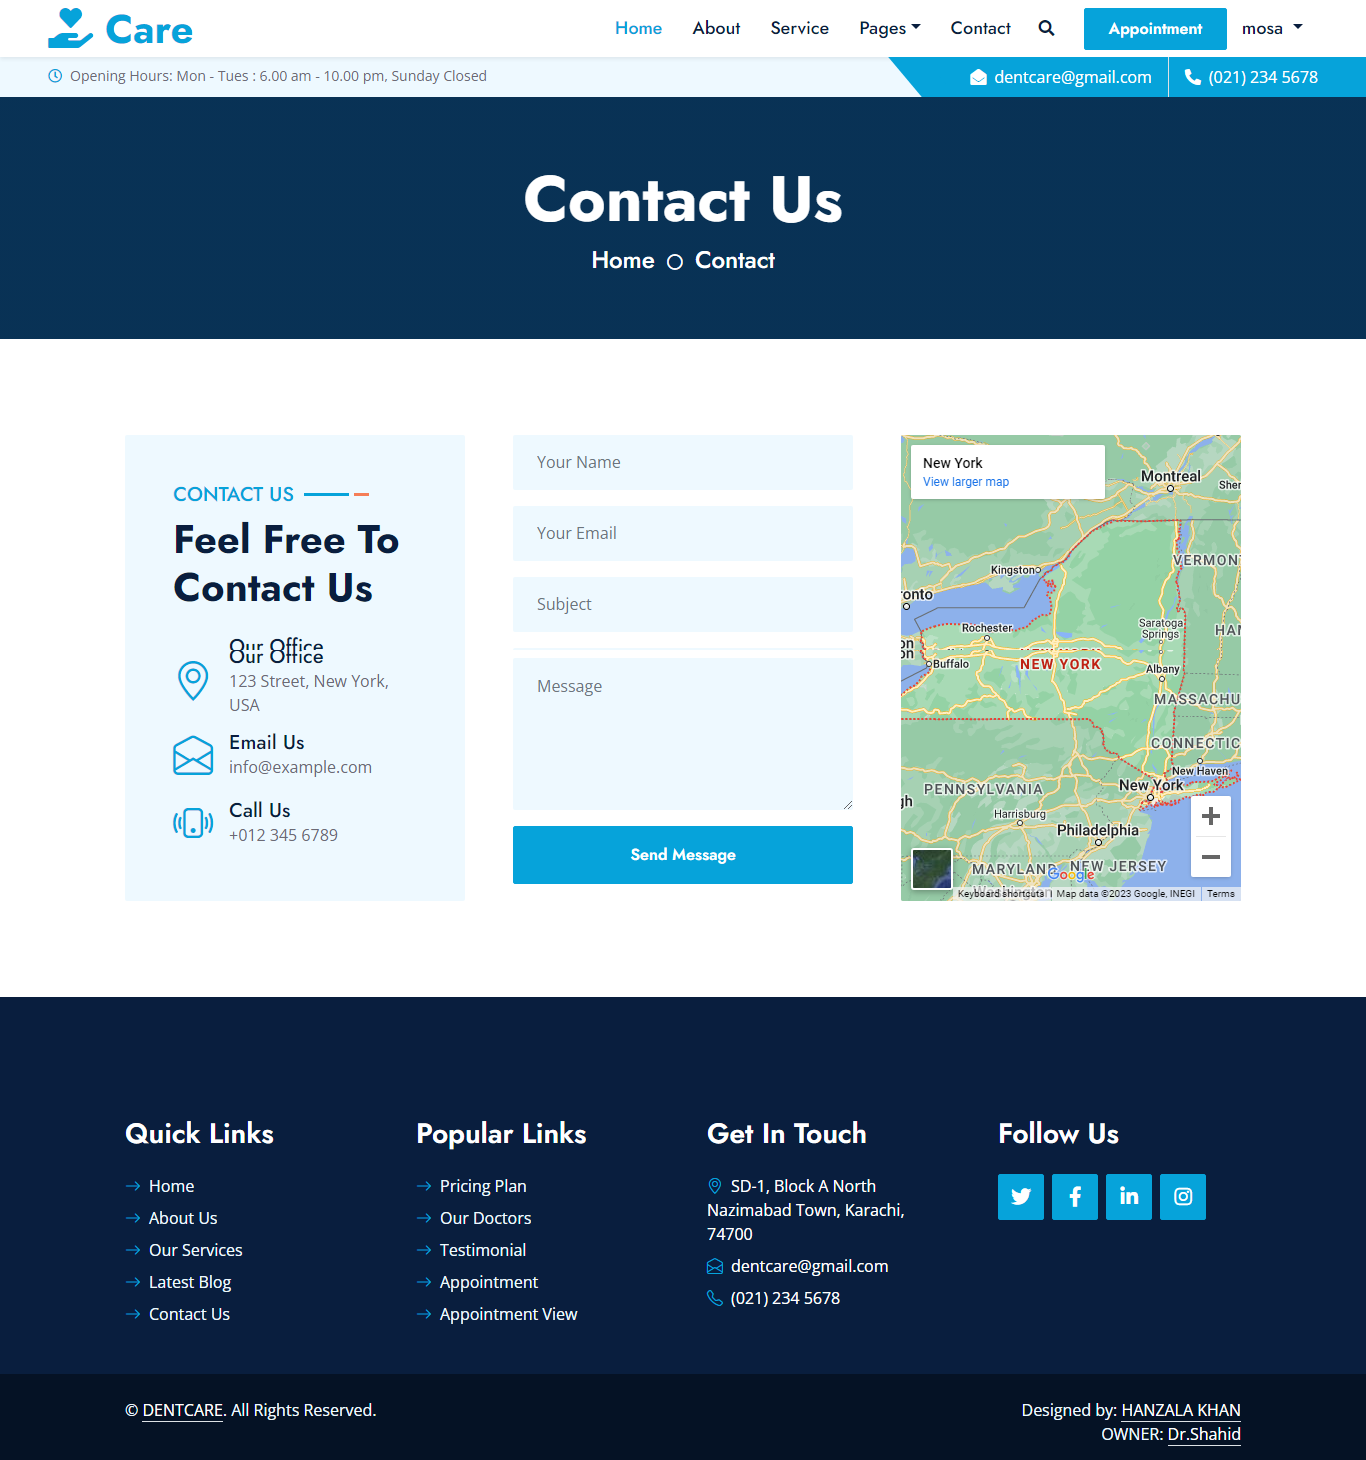 Care
Home About Service Pages Contact Appointment mosa
Opening Hours: Mon - Tues : 6.00 am - 10.00 pm, Sunday Closed
dentcare@gmail.com (021) 234 5678
Contact Us
Home Contact
CONTACT US
Feel Free To
Contact Us
Our Office
123 Street, New York,
USA
Email Us
info@example.com
Call Us
+012 345 6789
Your Name
Your Email
Subject
Message
Send Message
New York
View larger map
Montreal
Sher
VERMONT
Kingston
ronto
Rochester
Saratoga
Springs
HAM
on
Buffalo
NEW YORK
Albany
MASSACHU
CONNECTIC
New Haven
New York
PENNSYLVANIA
gh
Harrisburg
Philadelphia
MARYLAND
NEW JERSEY
Google
Keyboard shortcuts Map data ©2023 Google, INEGI Terms
Quick Links
Home
About Us
Our Services
Latest Blog
Contact Us
Popular Links
Pricing Plan
Our Doctors
Testimonial
Appointment
Appointment View
Get In Touch
SD-1, Block A North
Nazimabad Town, Karachi,
74700
dentcare@gmail.com
(021) 234 5678
Follow Us
© DENTCARE. All Rights Reserved.
Designed by: HANZALA KHAN
OWNER: Dr.Shahid